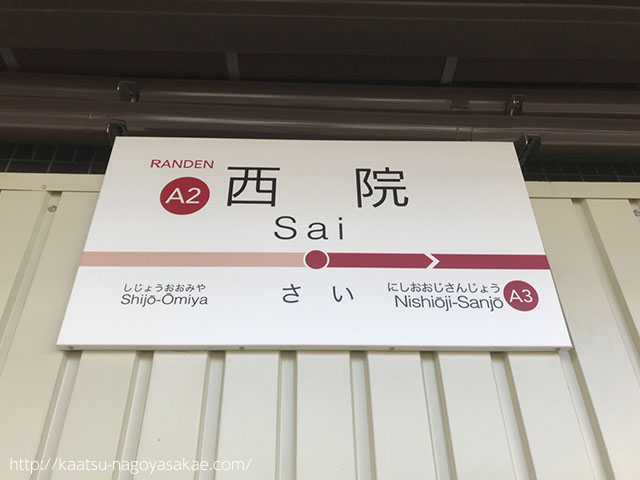 RANDEN
A2
西院
Sai
しじょうおおみや
Shijō-Ōmiya
さい
にしおおじさんじょう
Nishiōji-Sanjō
A3
http://kaatsu-nagoyasakae.com/